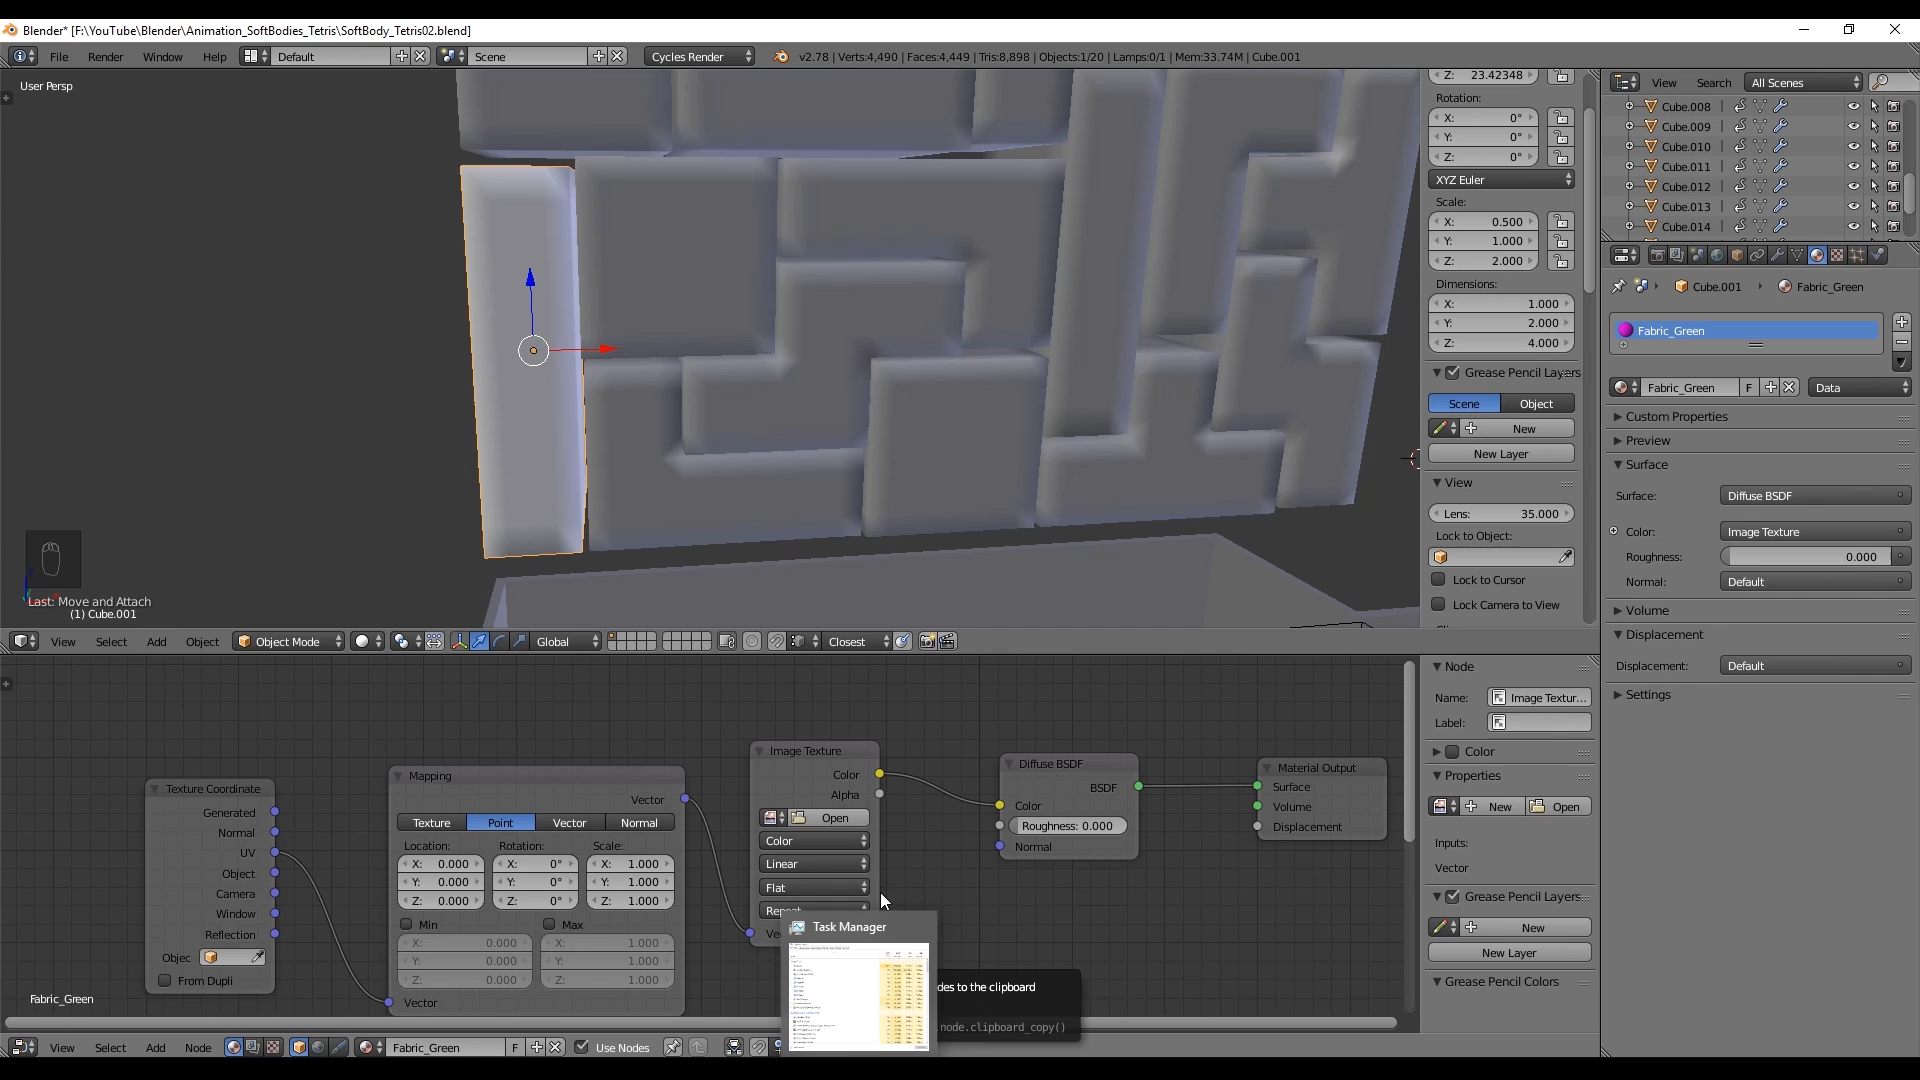 Blender* [F:\YouTube\Blender\Animation_SoftBodies_Tetris\SoftBody_Tetris02.blend]
File Render Window Help Default Scene Cycles Render v2.78 | Verts:4,490 | Faces:4,449 | Tris:8,898 | Objects:1/20 | Lamps:0/1 | Mem:33.74M | Cube.001
User Persp
Last: Move and Attach
(1) Cube.001
View Select Add Object Object Mode Global Closest
Z: 23.42348
Rotation:
X: 0°
Y: 0°
Z: 0°
XYZ Euler
Scale:
X: 0.500
Y: 1.000
Z: 2.000
Dimensions:
X: 1.000
Y: 2.000
Z: 4.000
Grease Pencil Layers
Scene Object
New
New Layer
View
Lens: 35.000
Lock to Object:
Lock to Cursor
Lock Camera to View
View Search All Scenes
Cube.008
Cube.009
Cube.010
Cube.011
Cube.012
Cube.013
Cube.014
Cube.001 Fabric_Green
Fabric_Green
Fabric_Green F Data
Custom Properties
Preview
Surface
Surface: Diffuse BSDF
Color: Image Texture
Roughness: 0.000
Normal: Default
Volume
Displacement
Displacement: Default
Settings
Texture Coordinate
Generated
Normal
UV
Object
Camera
Window
Reflection
Objec
From Dupli
Mapping
Vector
Texture Point Vector Normal
Location: Rotation: Scale:
X: 0.000 X: 0° X: 1.000
Y: 0.000 Y: 0° Y: 1.000
Z: 0.000 Z: 0° Z: 1.000
Min Max
X: 0.000 X: 1.000
Y: 0.000 Y: 1.000
Z: 0.000 Z: 1.000
Vector
Image Texture
Color
Alpha
Open
Color
Linear
Flat
Repeat
Task Manager
des to the clipboard
.node.clipboard_copy()
Diffuse BSDF
BSDF
Color
Roughness: 0.000
Normal
Material Output
Surface
Volume
Displacement
Fabric_Green
View Select Add Node Fabric_Green F Use Nodes
Node
Name: Image Textur...
Label:
Color
Properties
New Open
Inputs:
Vector
Grease Pencil Layers
New
New Layer
Grease Pencil Colors